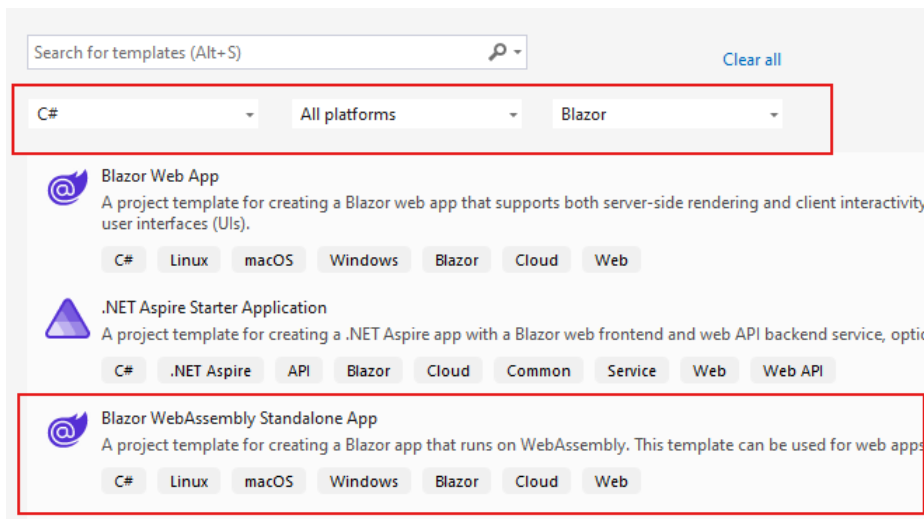 Search for templates (Alt+S)
Clear all
C# All platforms Blazor
Blazor Web App
A project template for creating a Blazor web app that supports both server-side rendering and client interactivity
user interfaces (UIs).
C# Linux macOS Windows Blazor Cloud Web
.NET Aspire Starter Application
A project template for creating a .NET Aspire app with a Blazor web frontend and web API backend service, optio
C# .NET Aspire API Blazor Cloud Common Service Web Web API
Blazor WebAssembly Standalone App
A project template for creating a Blazor app that runs on WebAssembly. This template can be used for web apps
C# Linux macOS Windows Blazor Cloud Web